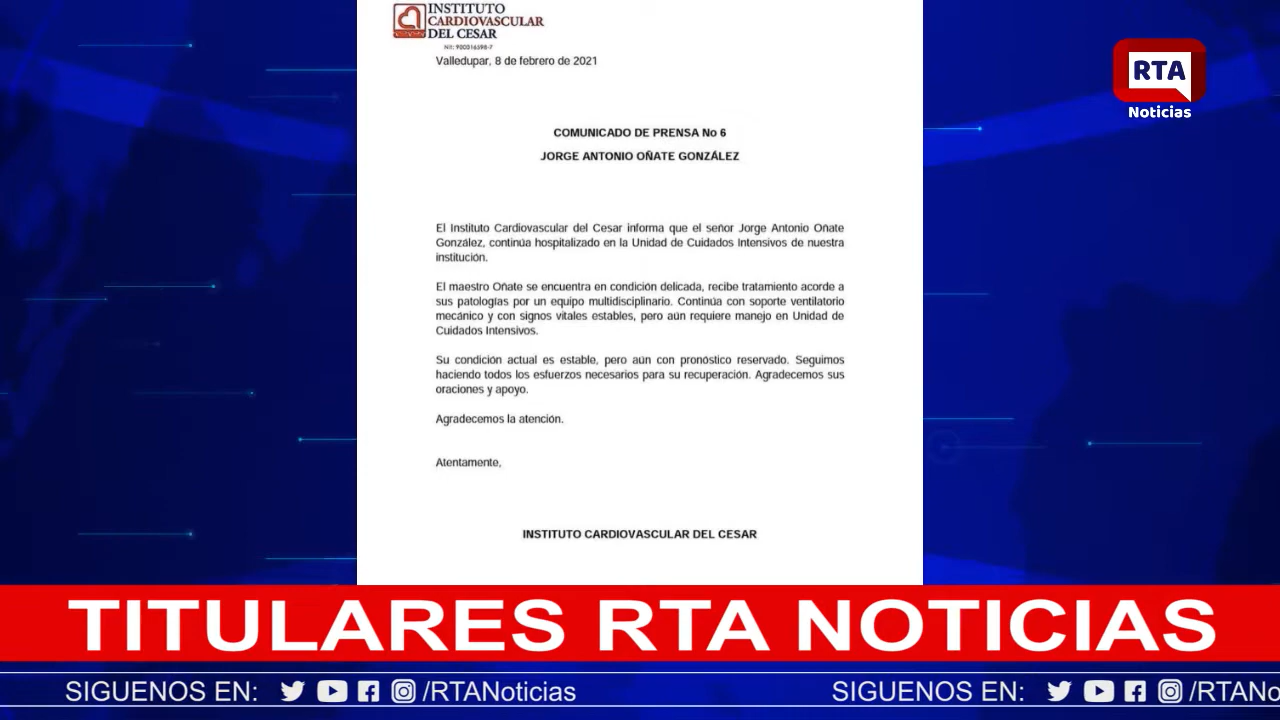 INSTITUTO
CARDIOVASCULAR
DEL CESAR
Nit: 900016598-7
Valledupar, 8 de febrero de 2021
RTA
Noticias
COMUNICADO DE PRENSA No 6
JORGE ANTONIO OÑATE GONZÁLEZ
El Instituto Cardiovascular del Cesar informa que el señor Jorge Antonio Oñate
González, continúa hospitalizado en la Unidad de Cuidados Intensivos de nuestra
institución.
El maestro Oñate se encuentra en condición delicada, recibe tratamiento acorde a
sus patologías por un equipo multidisciplinario. Continúa con soporte ventilatorio
mecánico y con signos vitales estables, pero aún requiere manejo en Unidad de
Cuidados Intensivos.
Su condición actual es estable, pero aún con pronóstico reservado. Seguimos
haciendo todos los esfuerzos necesarios para su recuperación. Agradecemos sus
oraciones y apoyo.
Agradecemos la atención.
Atentamente,
INSTITUTO CARDIOVASCULAR DEL CESAR
TITULARES RTA NOTICIAS
SIGUENOS EN: /RTANoticias SIGUENOS EN: /RTANo